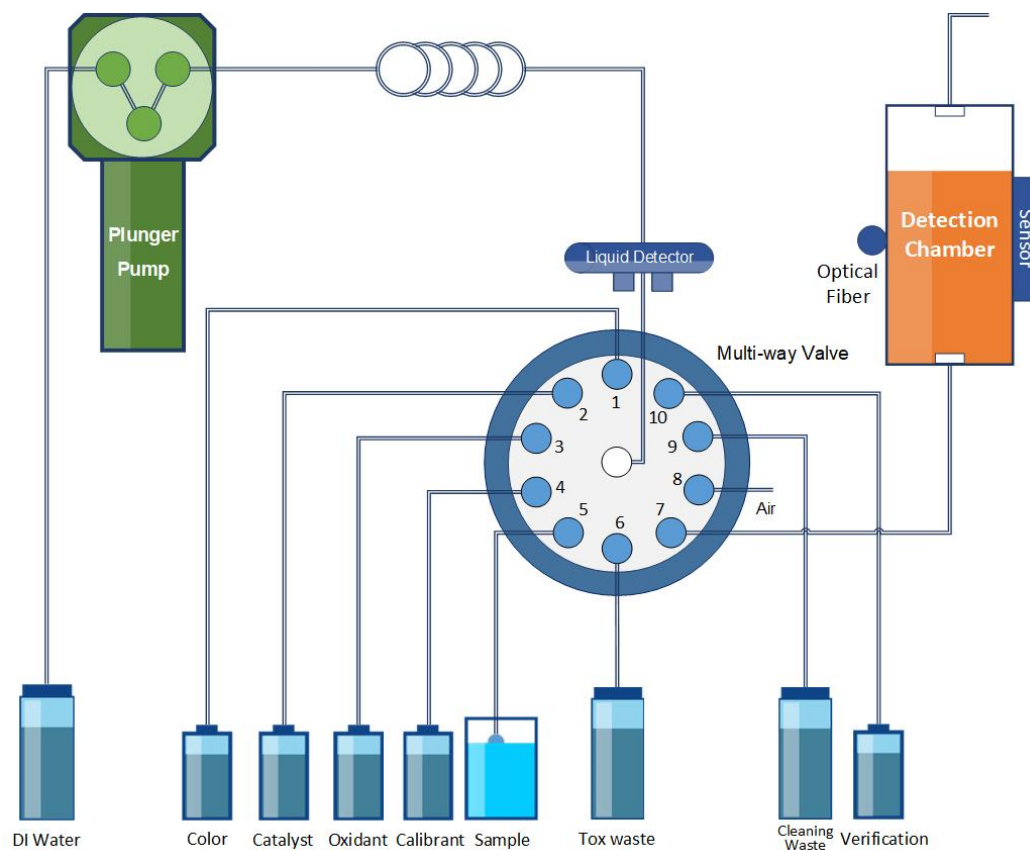 Plunger
Pump
Liquid Detector
Detection
Chamber
Sensor
Optical
Fiber
Multi-way Valve
1
2
10
3
9
4
8
5
6
7
Air
DI Water
Color
Catalyst
Oxidant
Calibrant
Sample
Tox waste
Cleaning
Waste
Verification